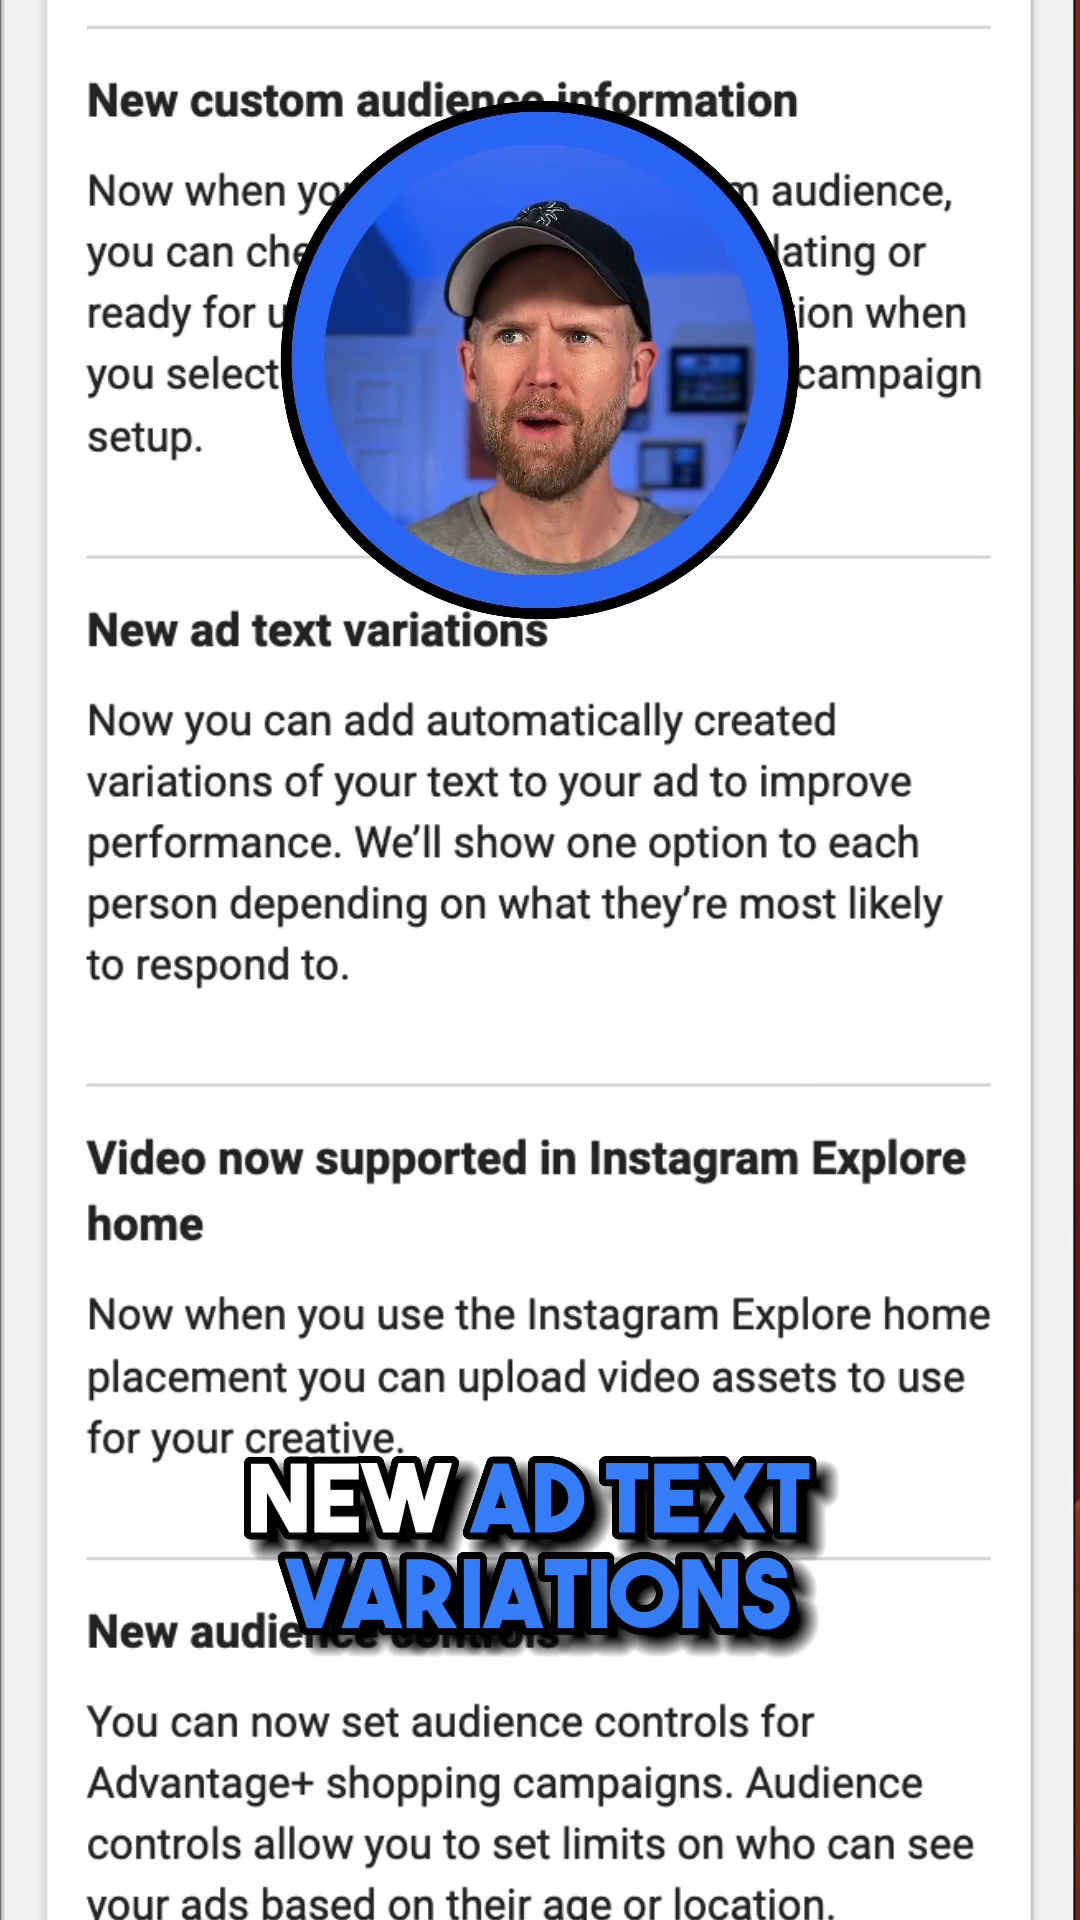 New custom audience information
Now when yo m audience,
you can che lating or
ready for u ion when
you select campaign
setup.
New ad text variations
Now you can add automatically created
variations of your text to your ad to improve
performance. We’ll show one option to each
person depending on what they’re most likely
to respond to.
Video now supported in Instagram Explore
home
Now when you use the Instagram Explore home
placement you can upload video assets to use
for your creative.
NEW AD TEXT
VARIATIONS
New audience controls
You can now set audience controls for
Advantage+ shopping campaigns. Audience
controls allow you to set limits on who can see
your ads based on their age or location.